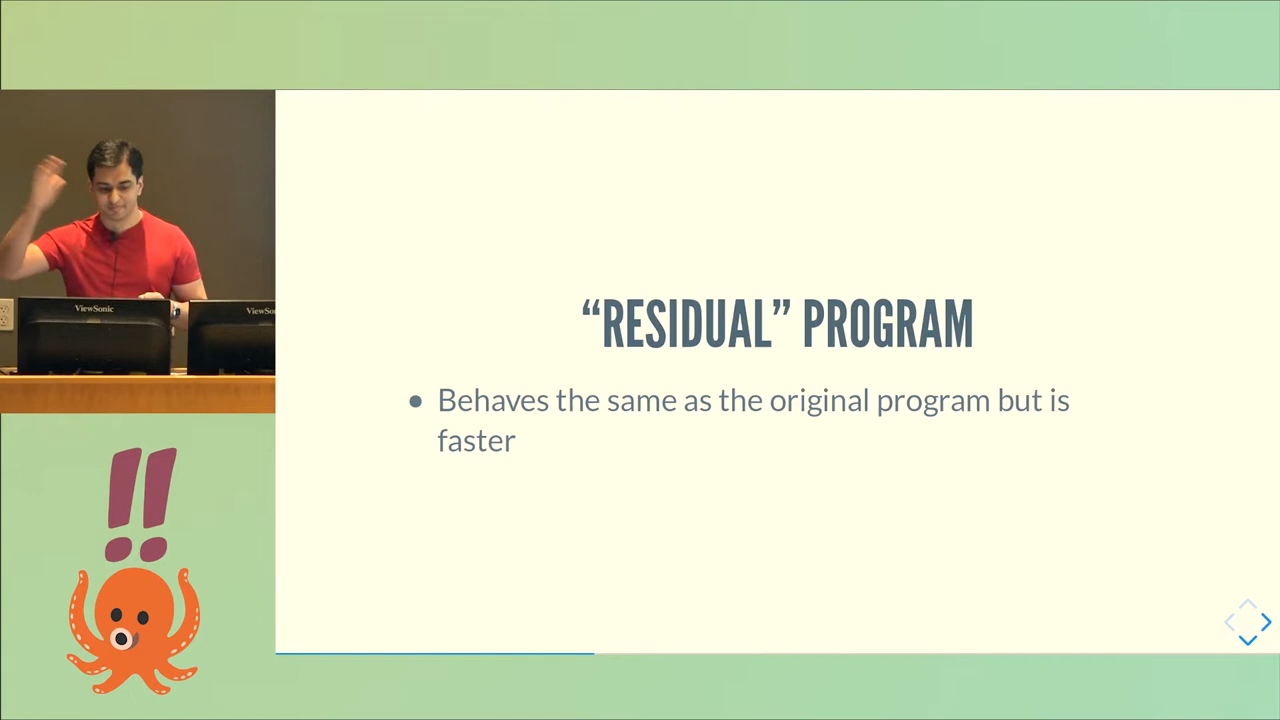 “RESIDUAL” PROGRAM
• Behaves the same as the original program but is
faster
ViewSonic
ViewSo
!!